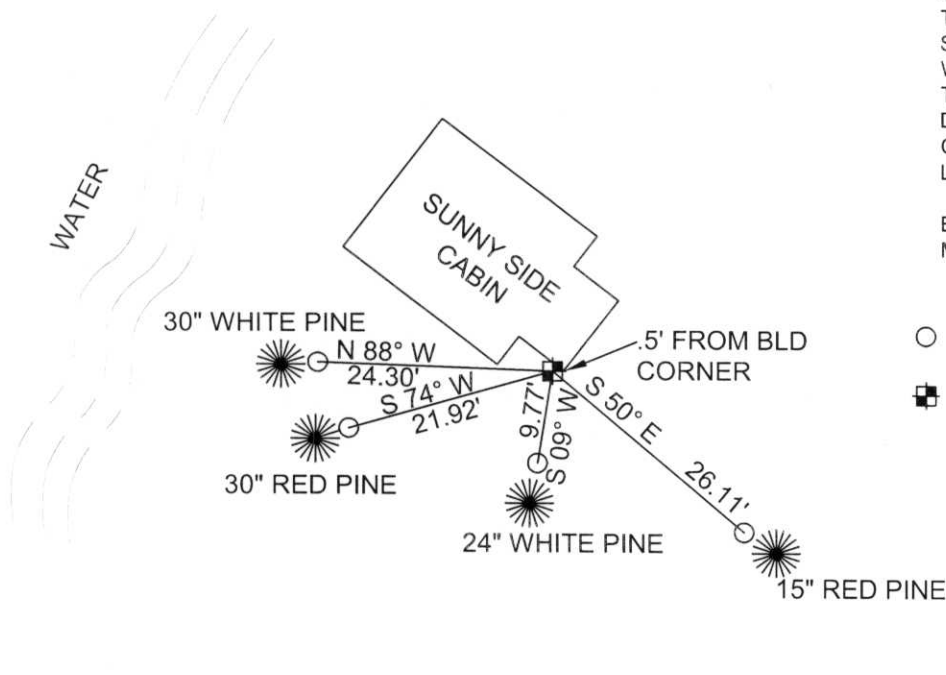 WATER
SUNNY SIDE
CABIN
30" WHITE PINE
N 88° W
24.30'
S 74° W
21.92'
30" RED PINE
9.77'
S 09° W
24" WHITE PINE
.5' FROM BLD
CORNER
S 50° E
26.11'
15" RED PINE